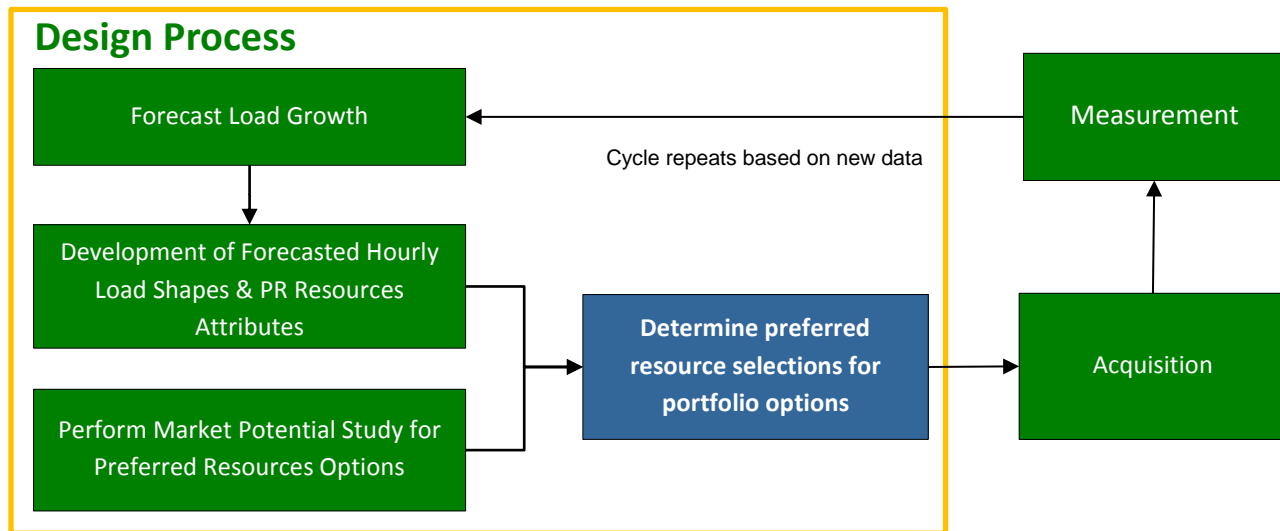 Design Process
Forecast Load Growth
Measurement
Cycle repeats based on new data
Development of Forecasted Hourly
Load Shapes & PR Resources
Attributes
Determine preferred
resource selections for
portfolio options
Acquisition
Perform Market Potential Study for
Preferred Resources Options